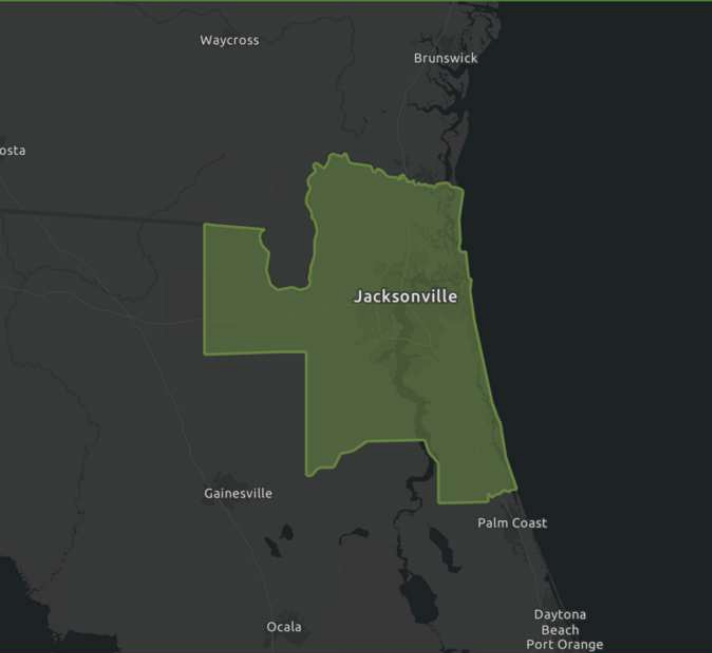 Waycross
Brunswick
osta
Jacksonville
Gainesville
Palm Coast
Ocala
Daytona
Beach
Port Orange